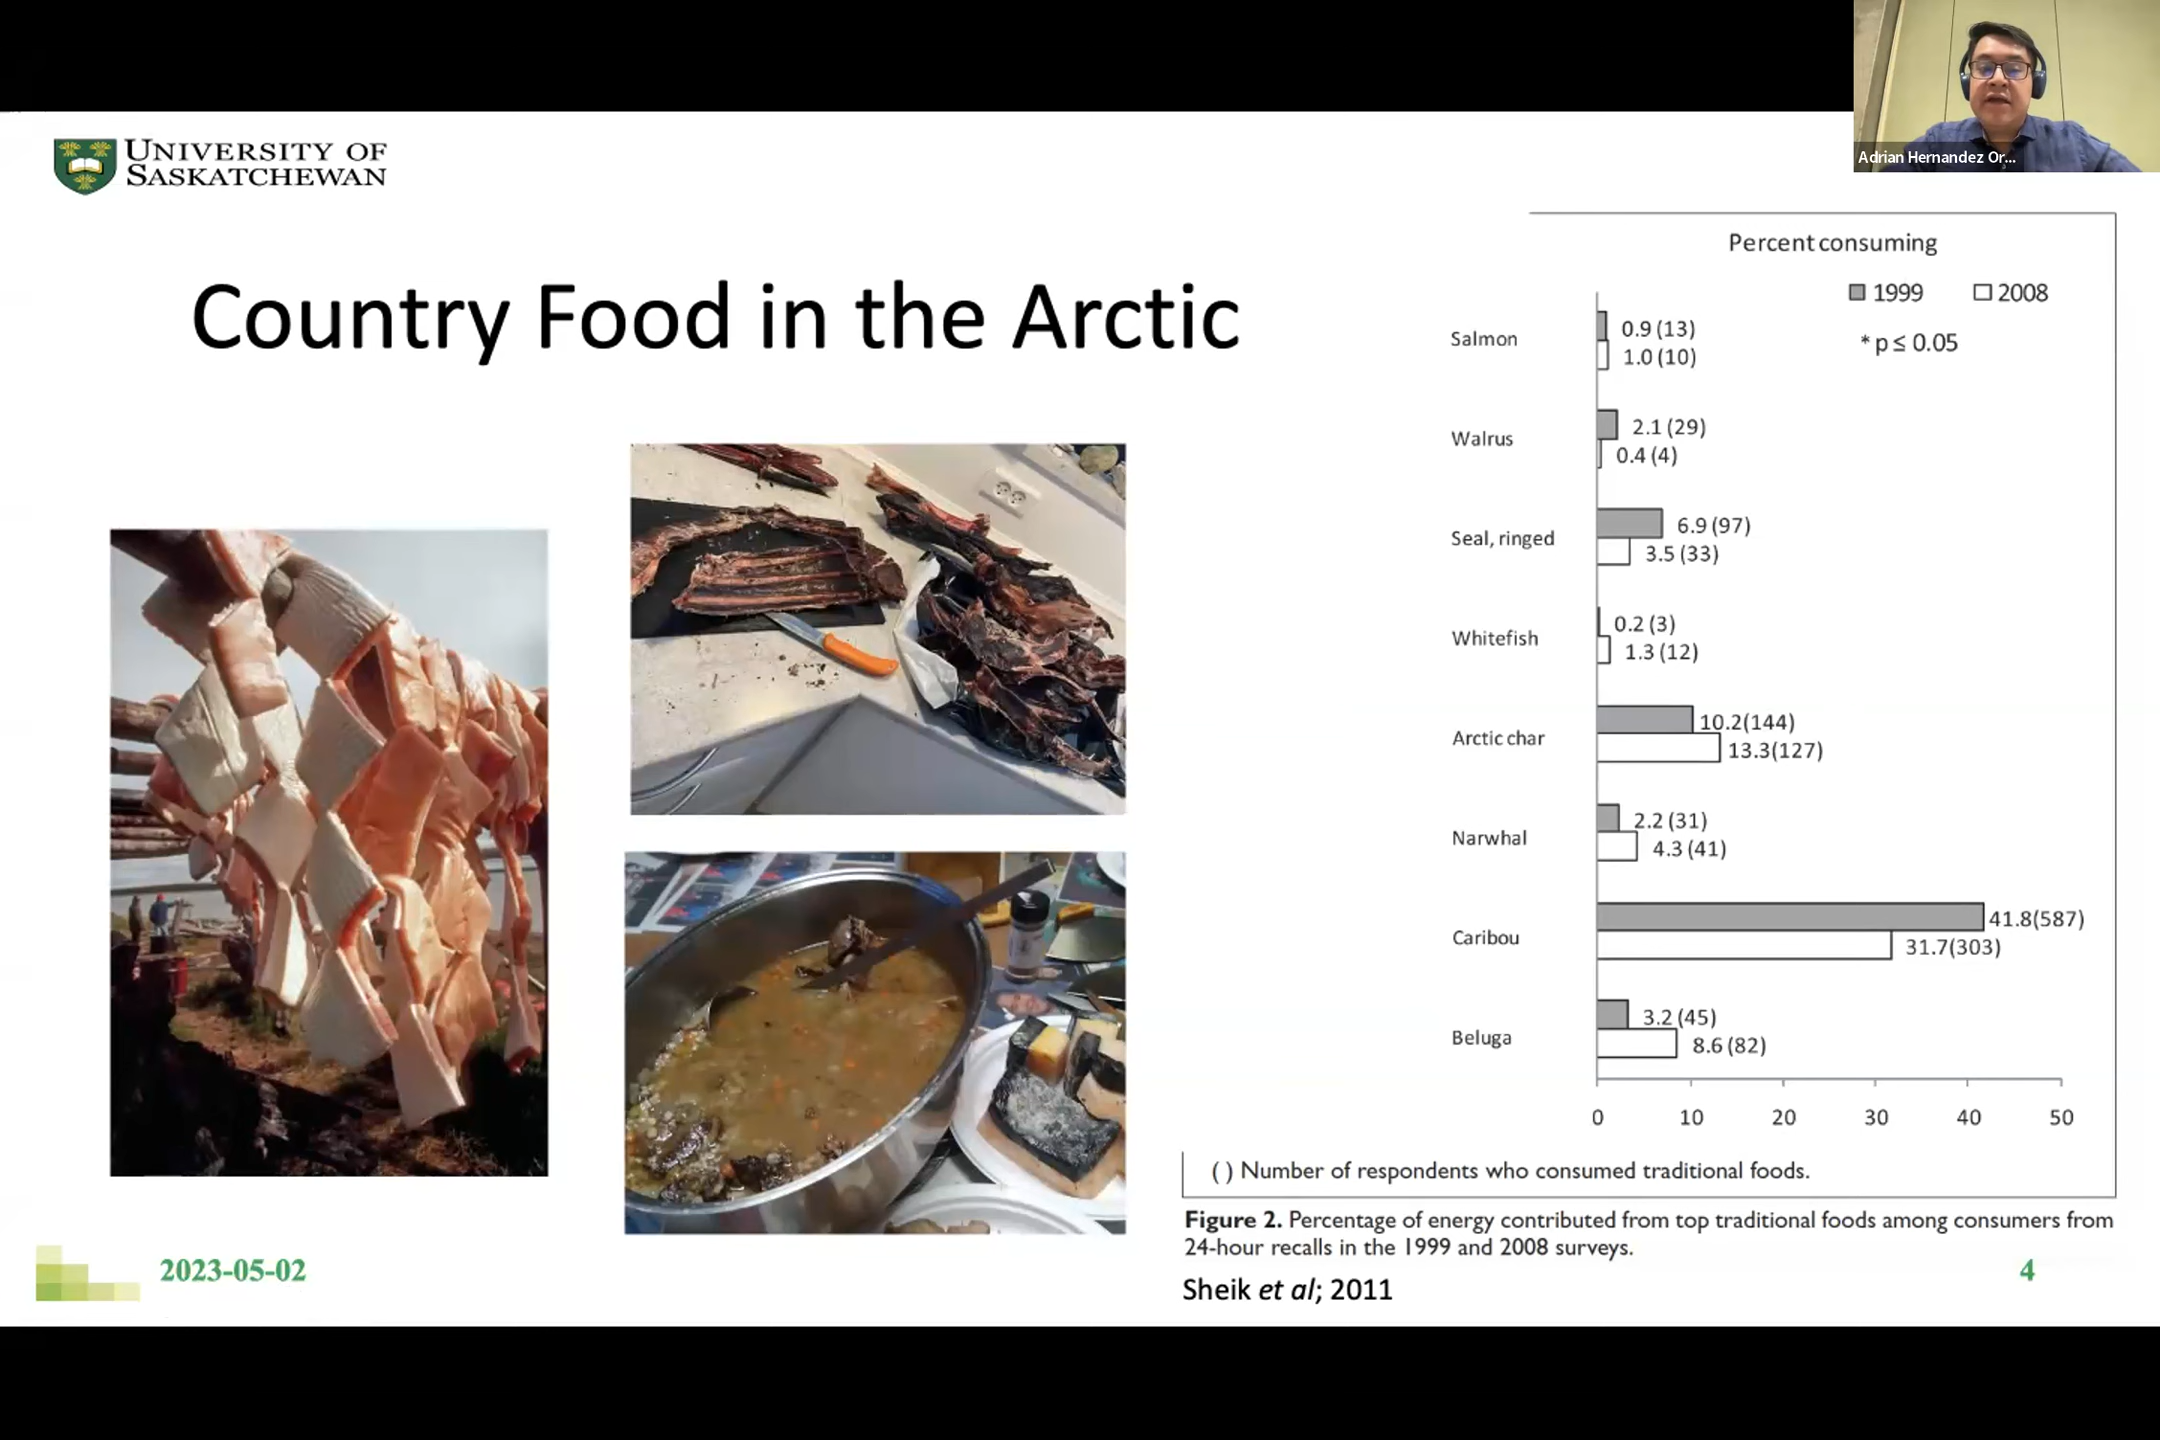 Adrian Hernandez Or...
UNIVERSITY OF
SASKATCHEWAN
Country Food in the Arctic
Percent consuming
1999 2008
* p ≤ 0.05
Salmon
0.9 (13)
1.0 (10)
Walrus
2.1 (29)
0.4 (4)
Seal, ringed
6.9 (97)
3.5 (33)
Whitefish
0.2 (3)
1.3 (12)
Arctic char
10.2(144)
13.3(127)
Narwhal
2.2 (31)
4.3 (41)
Caribou
41.8(587)
31.7(303)
Beluga
3.2 (45)
8.6 (82)
0 10 20 30 40 50
( ) Number of respondents who consumed traditional foods.
Figure 2. Percentage of energy contributed from top traditional foods among consumers from
24-hour recalls in the 1999 and 2008 surveys.
Sheik et al; 2011
2023-05-02
4